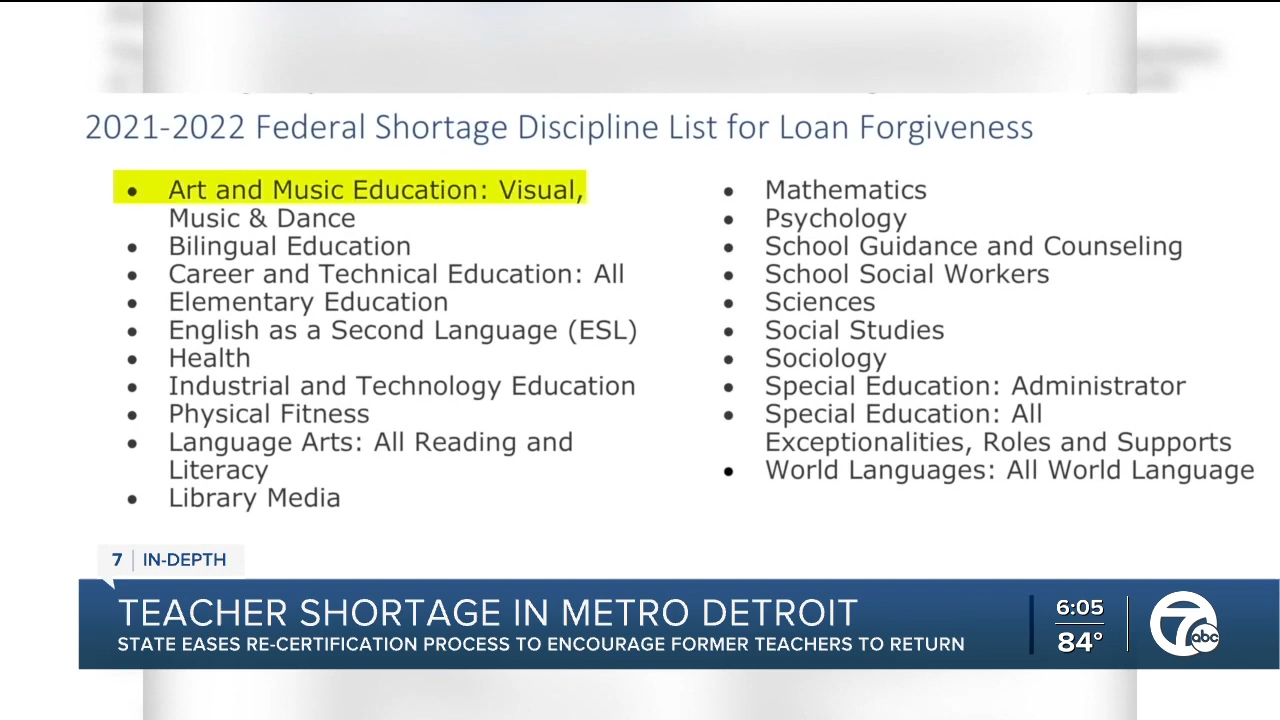 2021-2022 Federal Shortage Discipline List for Loan Forgiveness
• Art and Music Education: Visual,
Music & Dance
• Bilingual Education
• Career and Technical Education: All
• Elementary Education
• English as a Second Language (ESL)
• Health
• Industrial and Technology Education
• Physical Fitness
• Language Arts: All Reading and
Literacy
• Library Media
• Mathematics
• Psychology
• School Guidance and Counseling
• School Social Workers
• Sciences
• Social Studies
• Sociology
• Special Education: Administrator
• Special Education: All
Exceptionalities, Roles and Supports
• World Languages: All World Language
7 | IN-DEPTH
TEACHER SHORTAGE IN METRO DETROIT
STATE EASES RE-CERTIFICATION PROCESS TO ENCOURAGE FORMER TEACHERS TO RETURN
6:05
84°
7 abc